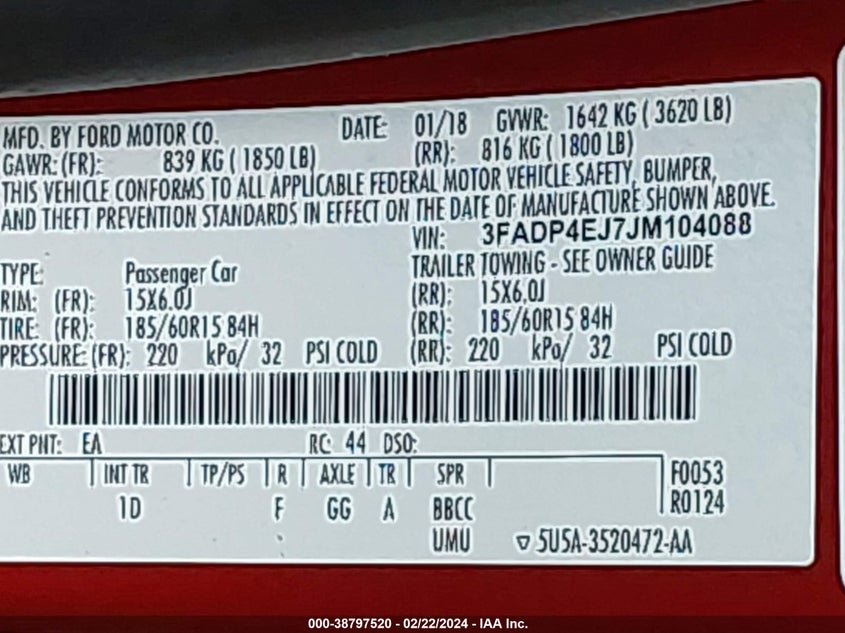 MFD. BY FORD MOTOR CO. DATE: 01/18 GVWR: 1642 KG ( 3620 LB)
GAWR: (FR): 839 KG ( 1850 LB) (RR): 816 KG ( 1800 LB)
THIS VEHICLE CONFORMS TO ALL APPLICABLE FEDERAL MOTOR VEHICLE SAFETY, BUMPER,
AND THEFT PREVENTION STANDARDS IN EFFECT ON THE DATE OF MANUFACTURE SHOWN ABOVE.
VIN: 3FADP4EJ7JM104088
TYPE: Passenger Car TRAILER TOWING - SEE OWNER GUIDE
RIM: (FR): 15X6.0J (RR): 15X6.0J
TIRE: (FR): 185/60R15 84H (RR): 185/60R15 84H
PRESSURE: (FR): 220 kPa/ 32 PSI COLD (RR): 220 kPa/ 32 PSI COLD
EXT PNT: EA RC: 44 DSO:
WB INT TR TP/PS R AXLE TR SPR F0053
1D F GG A BBCC R0124
UMU ▽ 5U5A-3520472-AA
000-38797520 - 02/22/2024 - IAA Inc.